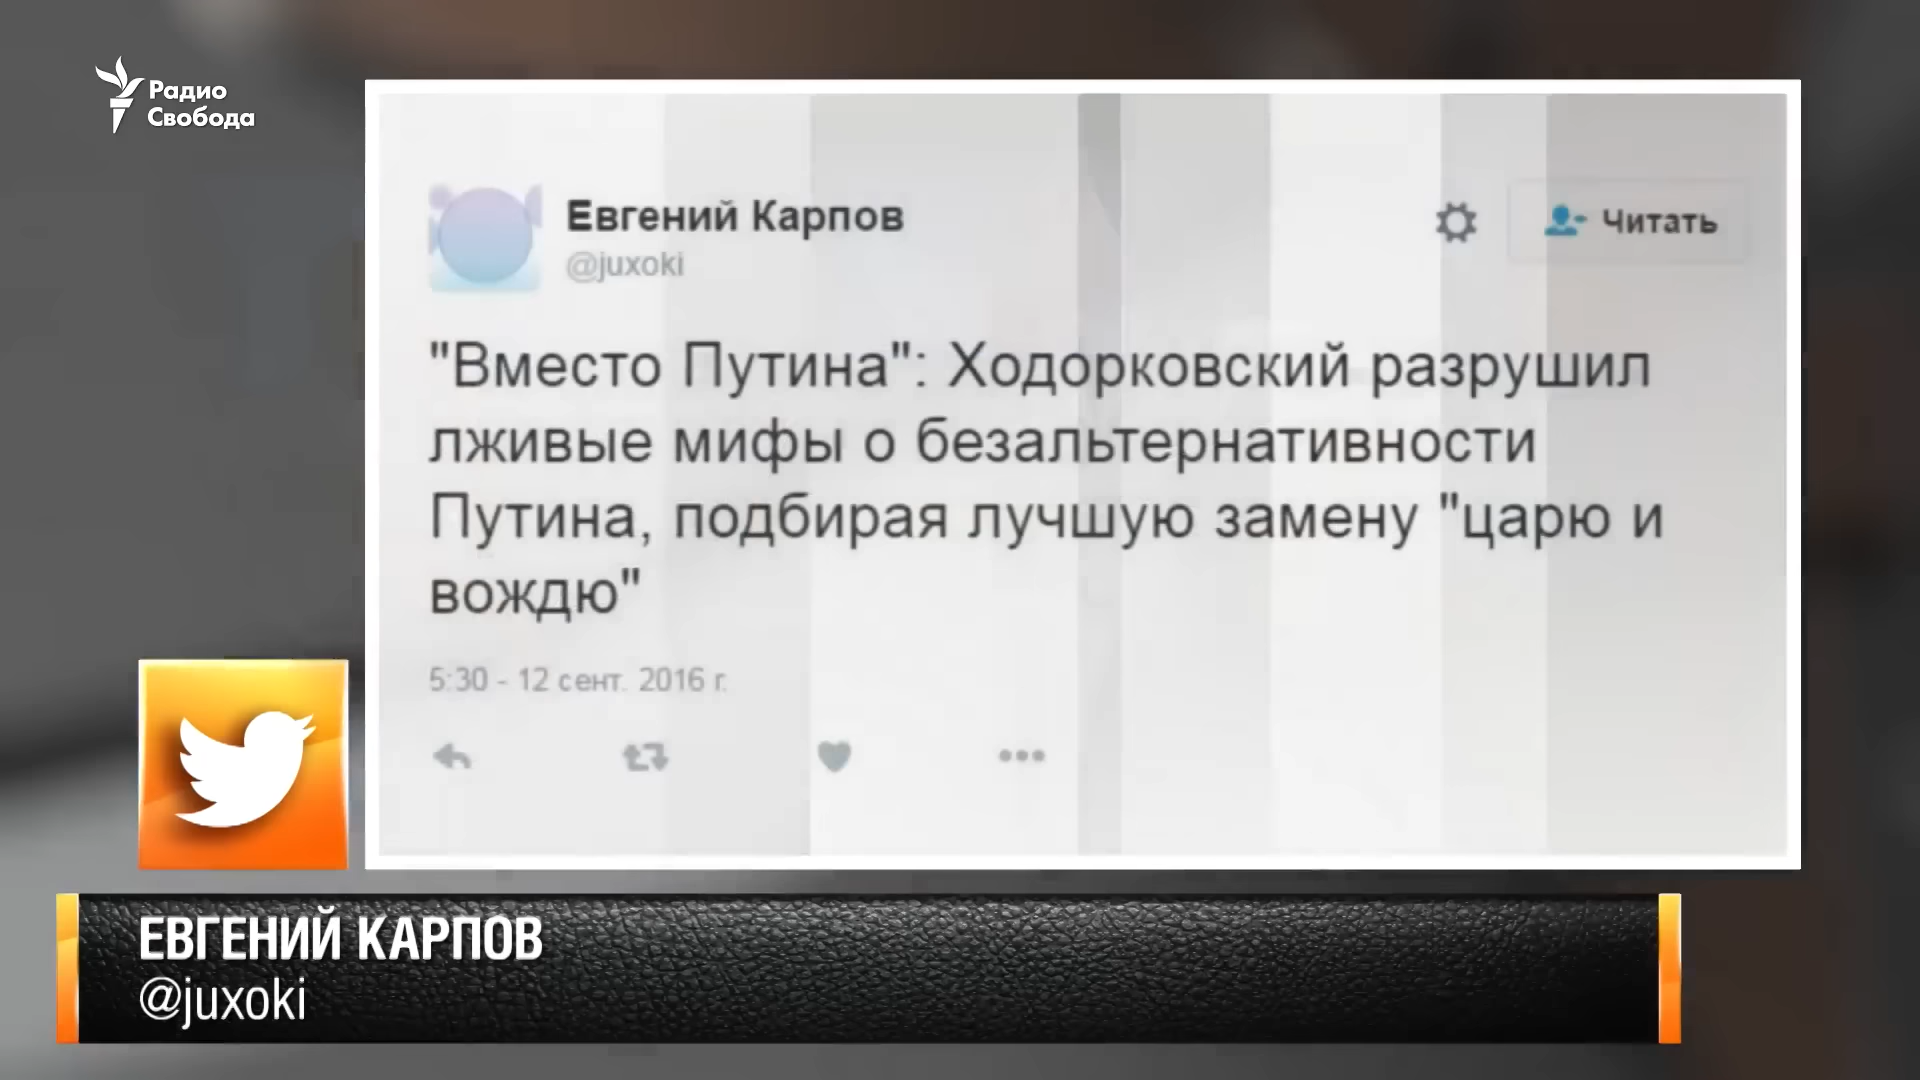 Радио
Свобода
Евгений Карпов
@juxoki
Читать
"Вместо Путина": Ходорковский разрушил
лживые мифы о безальтернативности
Путина, подбирая лучшую замену "царю и
вождю"
5:30 - 12 сент. 2016 г.
ЕВГЕНИЙ КАРПОВ
@juxoki